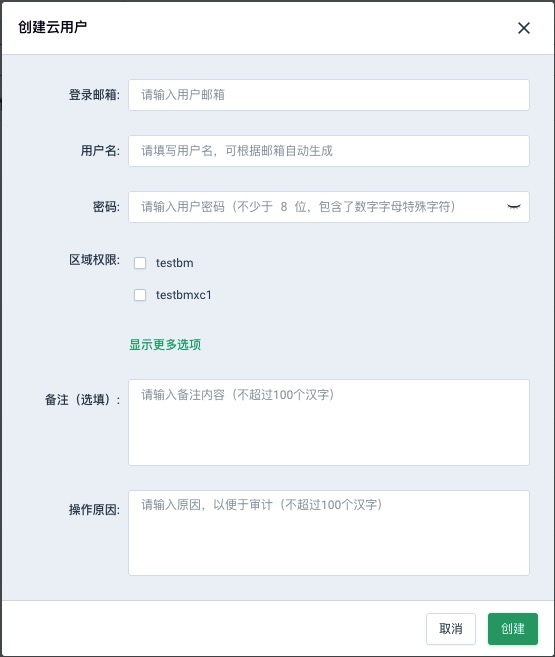 创建云用户
登录邮箱: 请输入用户邮箱
用户名: 请填写用户名，可根据邮箱自动生成
密码: 请输入用户密码（不少于 8 位，包含了数字字母特殊字符）
区域权限: testbm
testbmxc1
显示更多选项
备注（选填）: 请输入备注内容（不超过100个汉字）
操作原因: 请输入原因，以便于审计（不超过100个汉字）
取消 创建